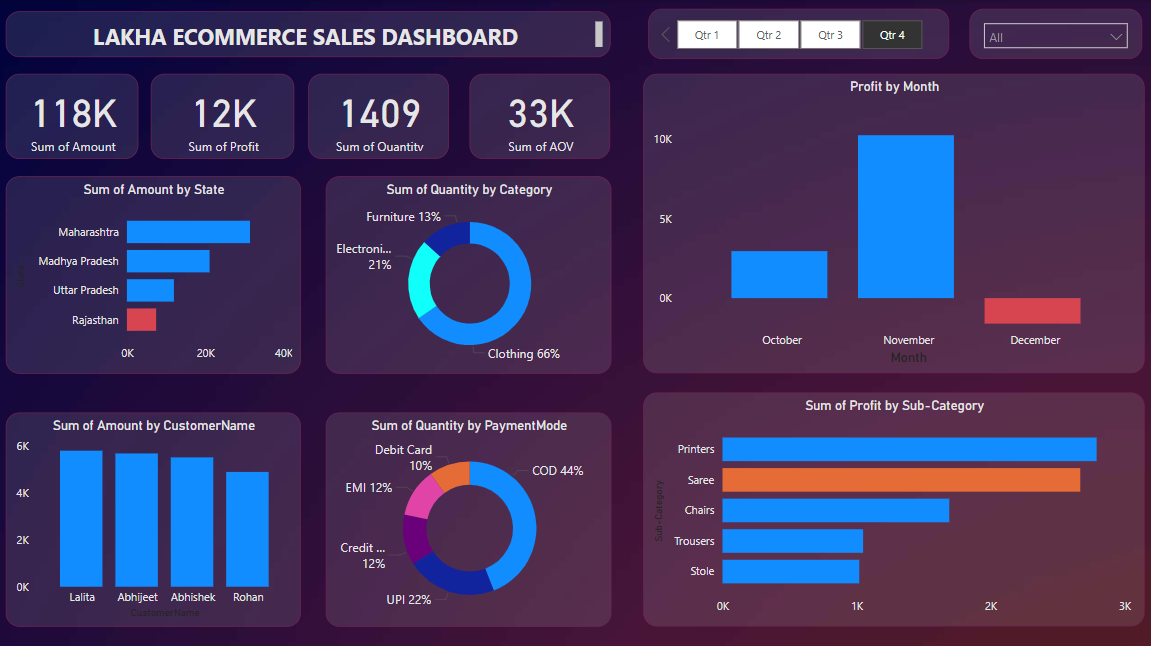 LAKHA ECOMMERCE SALES DASHBOARD
Qtr 1
Qtr 2
Qtr 3
Qtr 4
All
118K
Sum of Amount
12K
Sum of Profit
1409
Sum of Quantity
33K
Sum of AOV
Profit by Month
10K
5K
0K
October
November
December
Month
Sum of Amount by State
Maharashtra
Madhya Pradesh
Uttar Pradesh
Rajasthan
0K
20K
40K
Sum of Quantity by Category
Furniture 13%
Electroni...
21%
Clothing 66%
Sum of Amount by CustomerName
6K
4K
2K
0K
Lalita
Abhijeet
Abhishek
Rohan
CustomerName
Sum of Quantity by PaymentMode
Debit Card
10%
COD 44%
EMI 12%
Credit ...
12%
UPI 22%
Sum of Profit by Sub-Category
Sub-Category
Printers
Saree
Chairs
Trousers
Stole
0K
1K
2K
3K